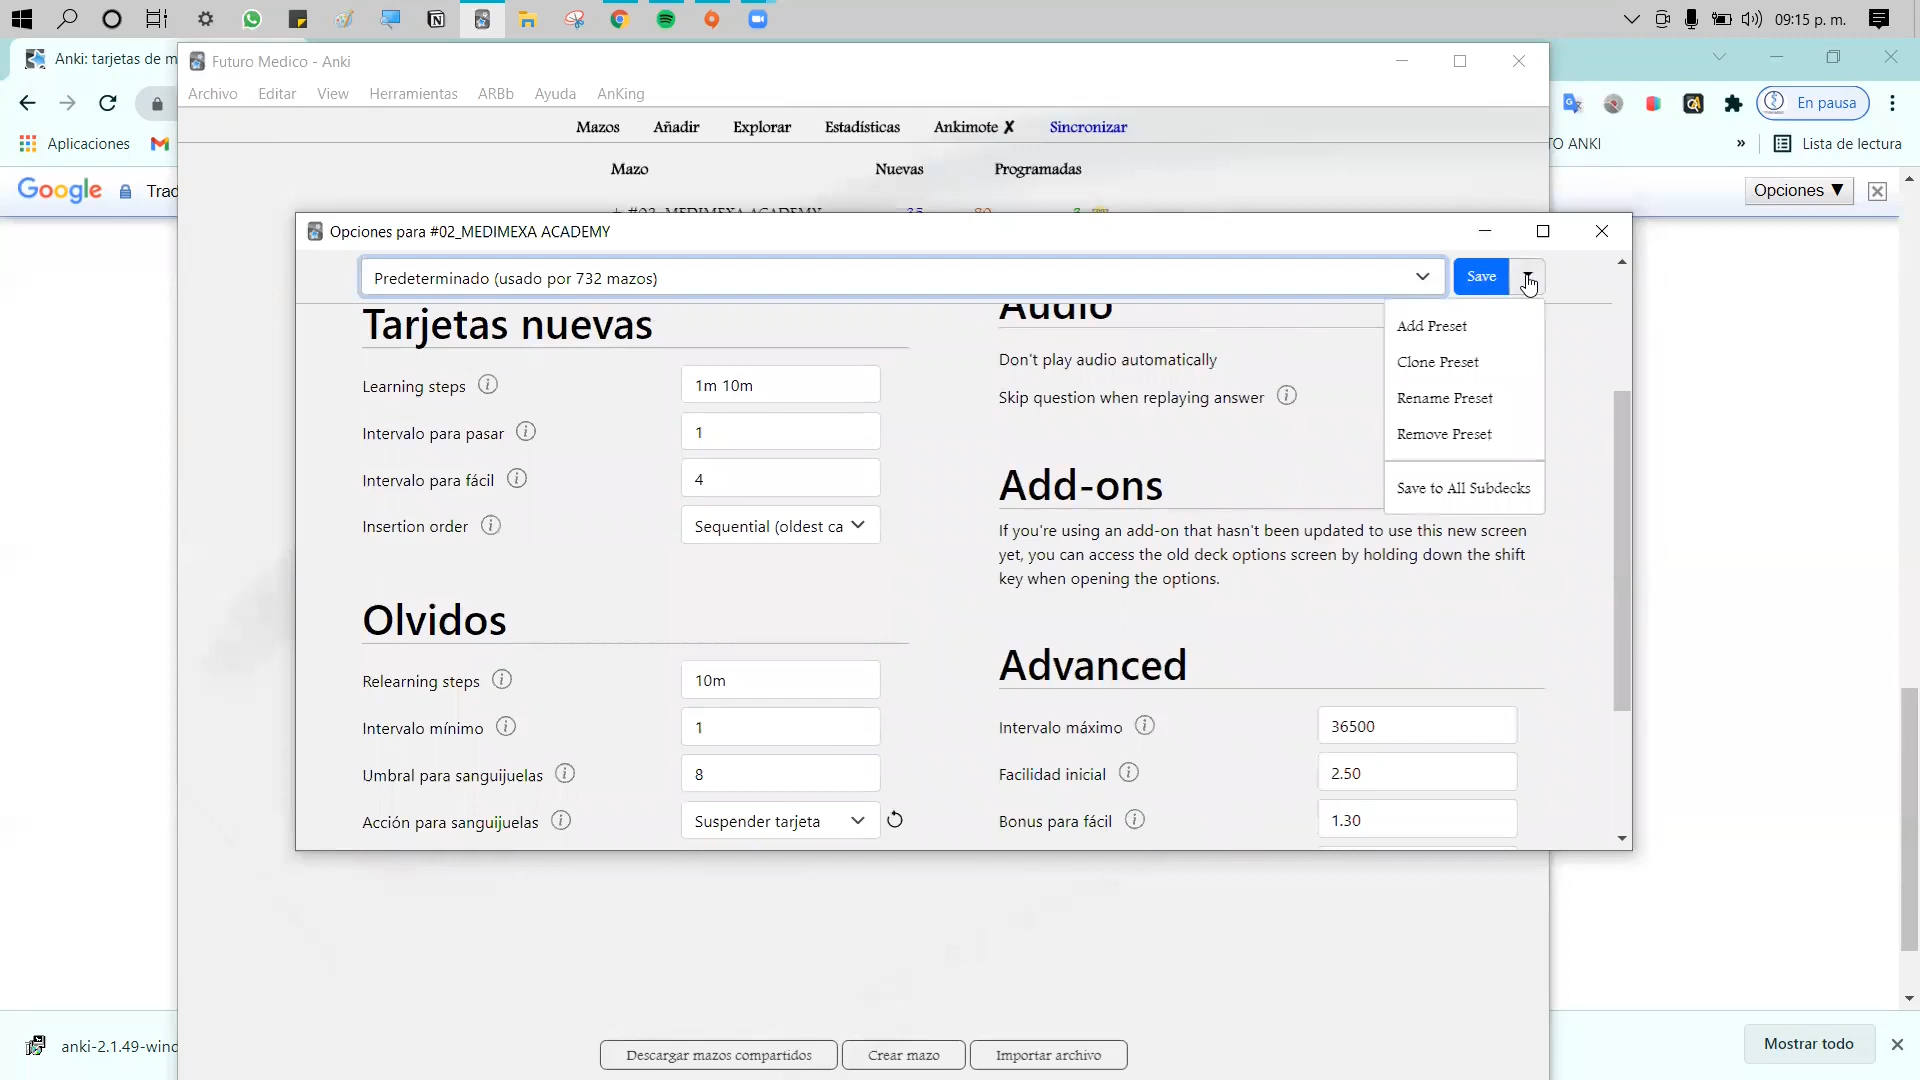 09:15 p. m.
Anki: tarjetas de m
Futuro Medico - Anki
Archivo Editar View Herramientas ARBb Ayuda AnKing
En pausa
Mazos Añadir Explorar Estadísticas Ankimote ✘ Sincronizar
Aplicaciones
TO ANKI
»
Lista de lectura
Mazo Nuevas Programadas
Google
Trad
Opciones ▼
#02_MEDIMEXA ACADEMY
Opciones para #02_MEDIMEXA ACADEMY
Predeterminado (usado por 732 mazos)
Save
Tarjetas nuevas
Audio
Add Preset
Clone Preset
Rename Preset
Remove Preset
Save to All Subdecks
Learning steps
1m 10m
Intervalo para pasar
1
Intervalo para fácil
4
Insertion order
Sequential (oldest ca
Don't play audio automatically
Skip question when replaying answer
Add-ons
If you're using an add-on that hasn't been updated to use this new screen
yet, you can access the old deck options screen by holding down the shift
key when opening the options.
Olvidos
Relearning steps
10m
Intervalo mínimo
1
Umbral para sanguijuelas
8
Acción para sanguijuelas
Suspender tarjeta
Advanced
Intervalo máximo
36500
Facilidad inicial
2.50
Bonus para fácil
1.30
anki-2.1.49-wind
Descargar mazos compartidos
Crear mazo
Importar archivo
Mostrar todo